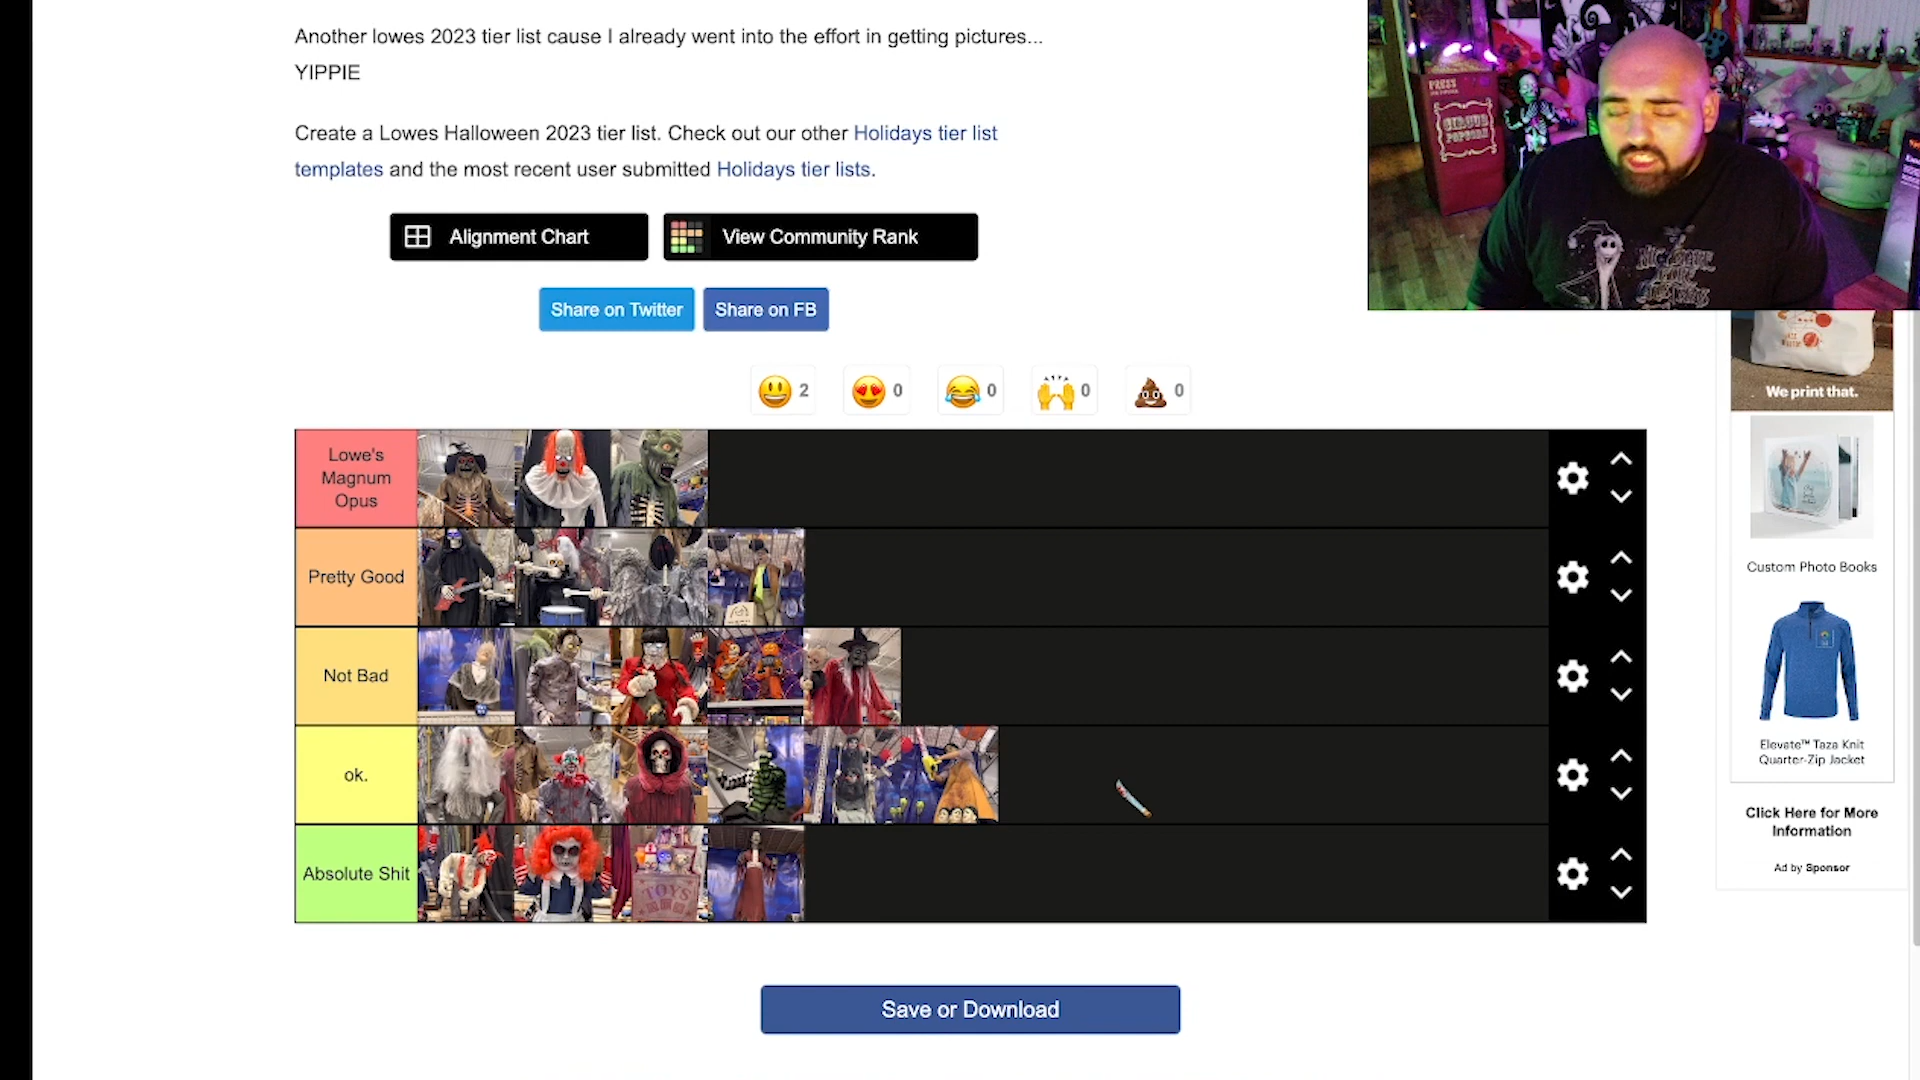 Another lowes 2023 tier list cause I already went into the effort in getting pictures...
YIPPIE
Create a Lowes Halloween 2023 tier list. Check out our other Holidays tier list
templates and the most recent user submitted Holidays tier lists.
Alignment Chart
View Community Rank
Share on Twitter
Share on FB
2
0
0
0
0
Lowe's
Magnum
Opus
Pretty Good
Not Bad
ok.
Absolute Shit
TOYS
Save or Download
PRESS
CIRCUS
POPCORN
We print that.
Custom Photo Books
Elevate™ Taza Knit
Quarter-Zip Jacket
Click Here for More
Information
Ad by Sponsor